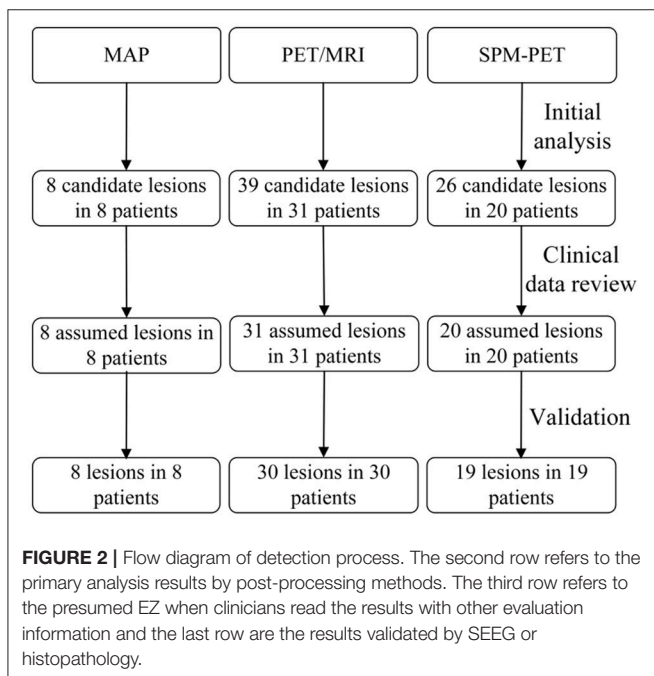 MAP
PET/MRI
SPM-PET
Initial
analysis
8 candidate lesions
in 8 patients
39 candidate lesions
in 31 patients
26 candidate lesions
in 20 patients
Clinical
data review
8 assumed lesions in
8 patients
31 assumed lesions
in 31 patients
20 assumed lesions
in 20 patients
Validation
8 lesions in 8
patients
30 lesions in 30
patients
19 lesions in 19
patients
FIGURE 2 | Flow diagram of detection process. The second row refers to the
primary analysis results by post-processing methods. The third row refers to
the presumed EZ when clinicians read the results with other evaluation
information and the last row are the results validated by SEEG or
histopathology.